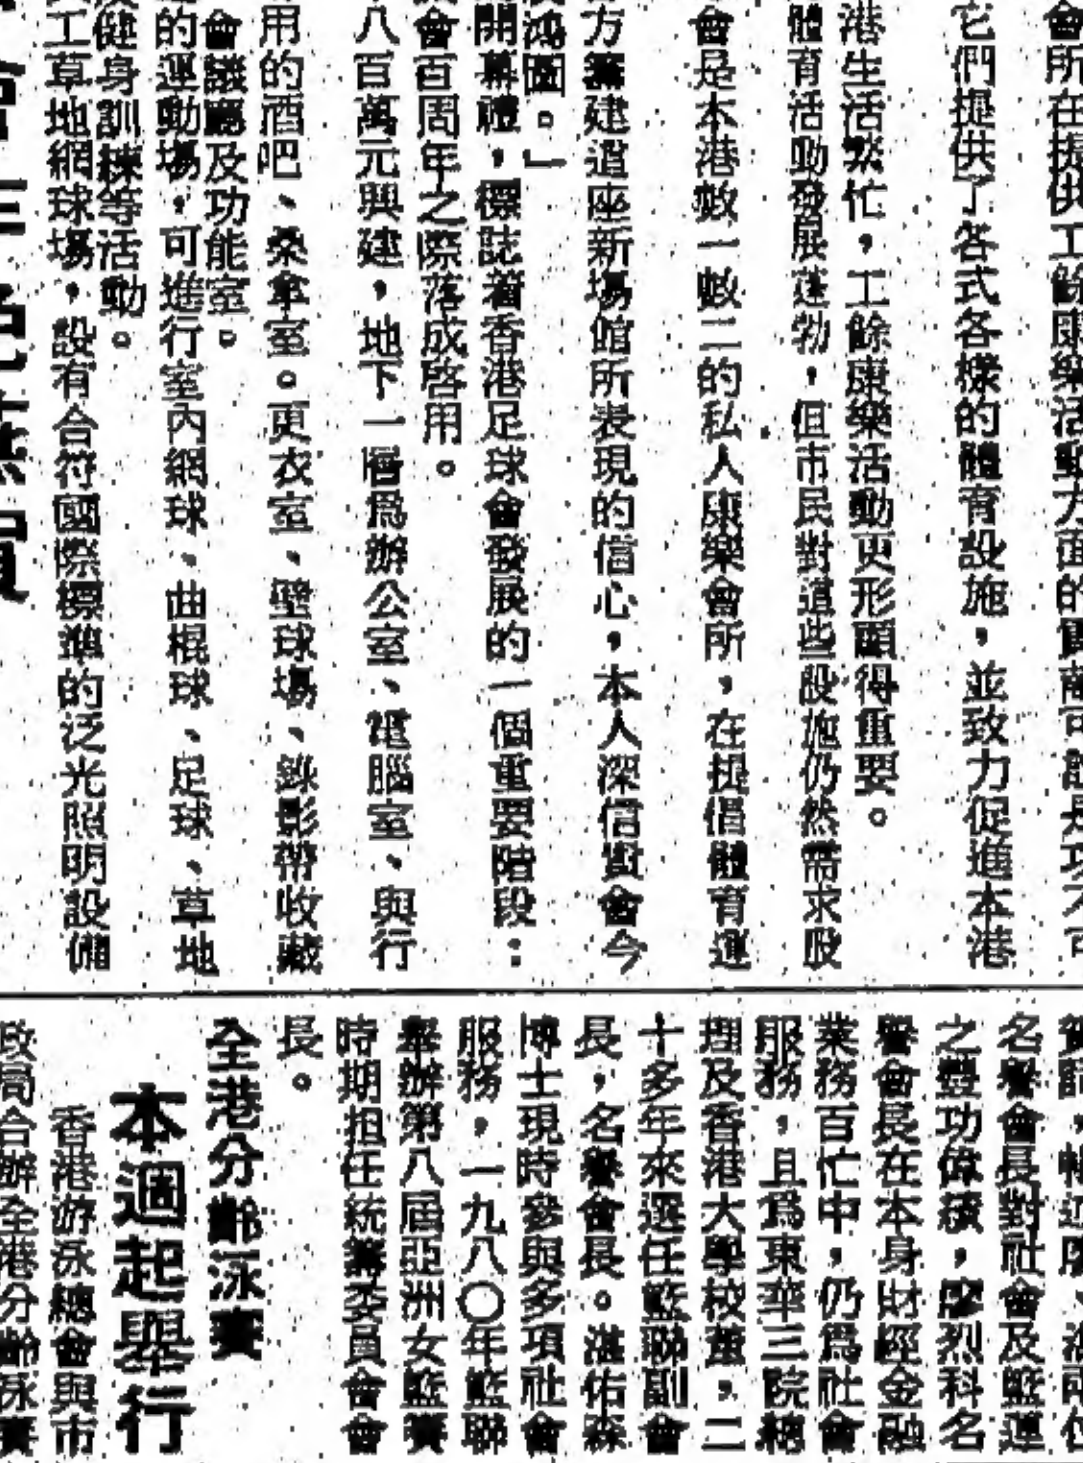 會所在提供工餘康樂活動方面的貢獻可說是功不可
它們提供了各式各樣的體育設施，並致力促進本港
港生活繁忙，工餘康樂活動更形顯得重要。
體育活動發展蓬勃，但市民對這些設施仍然需求殷
會是本港數一數二的私人康樂會所，在提倡體育運
方籌建這座新場館所表現的信心，本人深信貴會今
鴻圖。」
開幕禮，標誌着香港足球會發展的一個重要階段：
會百周年之際落成啓用。
八百萬元興建，地下一層爲辦公室、電腦室、與行
用的酒吧、桑拿室。更衣室、壁球場、錄影帶收藏
會議廳及功能室。
的運動場，可進行室內網球、曲棍球、足球、草地
健身訓練等活動。
工草地網球場，設有合符國際標準的泛光照明設備
名譽會長對社會及籃運
之豐功偉績，廖烈科名
譽會長在本身財經金融
業務百忙中，仍爲社會
服務，且爲東華三院總
理及香港大學校董，二
十多年來選任籃聯副會
長，名譽會長。湛佑森
博士現時參與多項社會
服務，一九八〇年籃聯
舉辦第八屆亞洲女籃賽
時期担任統籌委員會會
長。
全港分齡泳賽
本週起舉行
香港游泳總會與市
政局合辦全港分齡泳賽